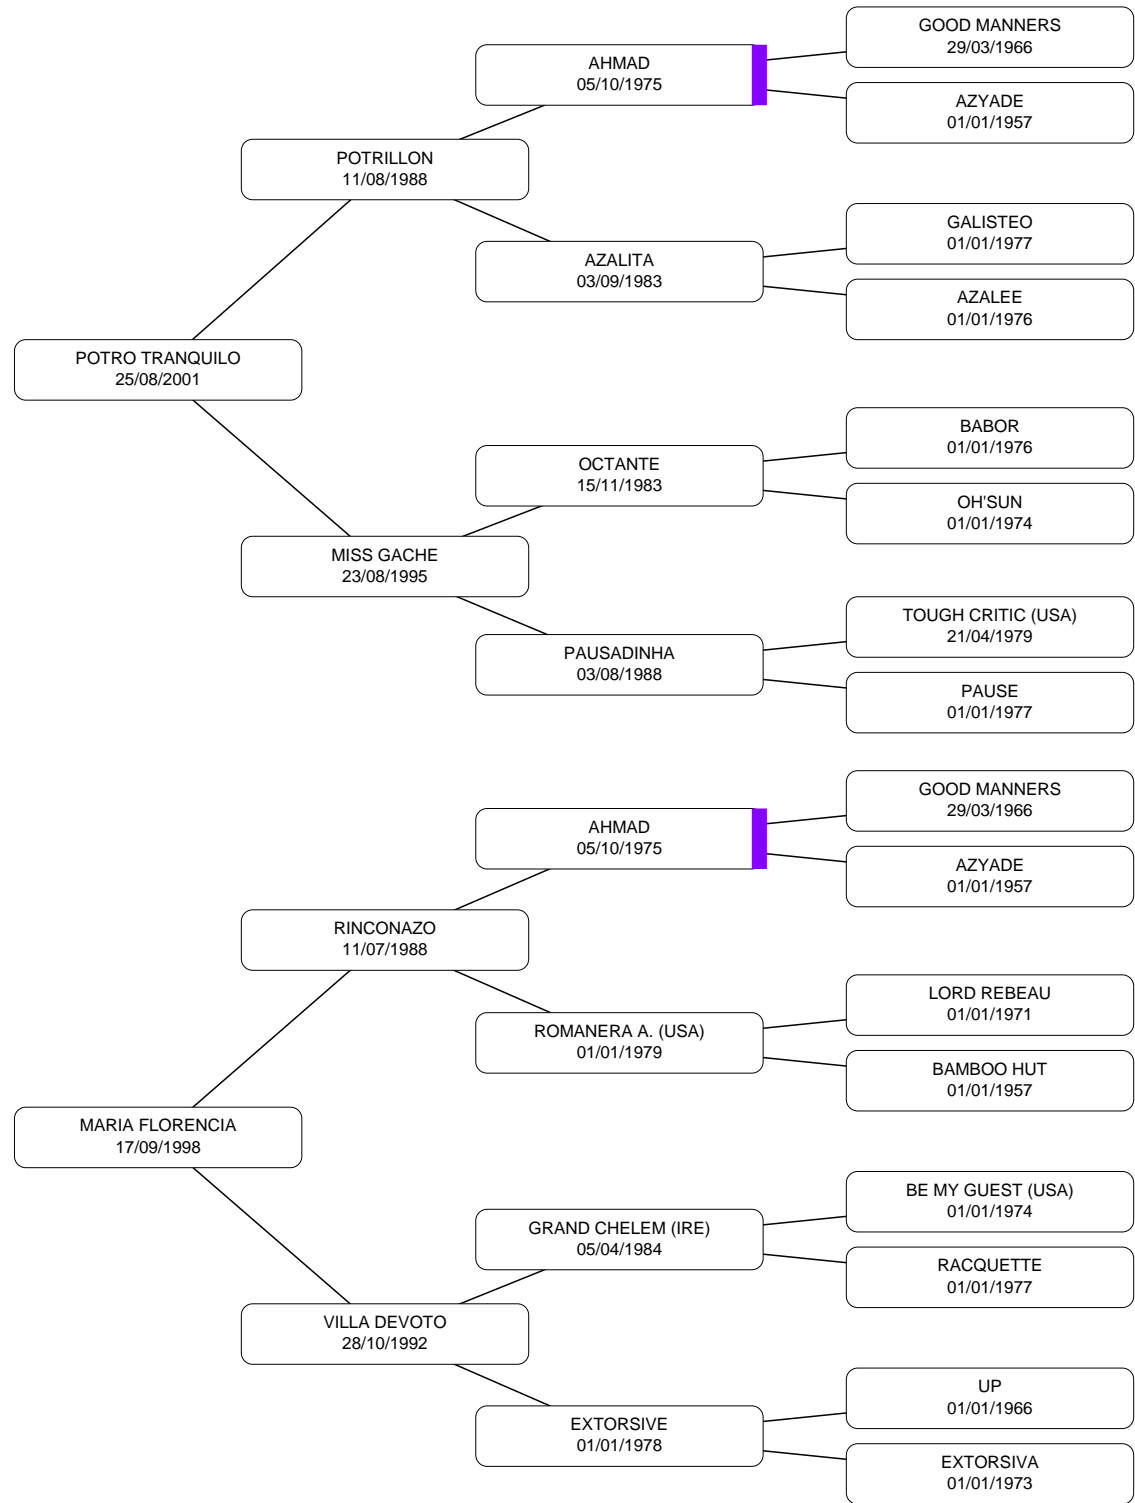 GOOD MANNERS
29/03/1966
AHMAD
05/10/1975
AZYADE
01/01/1957
POTRILLON
11/08/1988
GALISTEO
01/01/1977
AZALITA
03/09/1983
AZALEE
01/01/1976
POTRO TRANQUILO
25/08/2001
BABOR
01/01/1976
OCTANTE
15/11/1983
OH'SUN
01/01/1974
MISS GACHE
23/08/1995
TOUGH CRITIC (USA)
21/04/1979
PAUSADINHA
03/08/1988
PAUSE
01/01/1977
GOOD MANNERS
29/03/1966
AHMAD
05/10/1975
AZYADE
01/01/1957
RINCONAZO
11/07/1988
LORD REBEAU
01/01/1971
ROMANERA A. (USA)
01/01/1979
BAMBOO HUT
01/01/1957
MARIA FLORENCIA
17/09/1998
BE MY GUEST (USA)
01/01/1974
GRAND CHELEM (IRE)
05/04/1984
RACQUETTE
01/01/1977
VILLA DEVOTO
28/10/1992
UP
01/01/1966
EXTORSIVE
01/01/1978
EXTORSIVA
01/01/1973